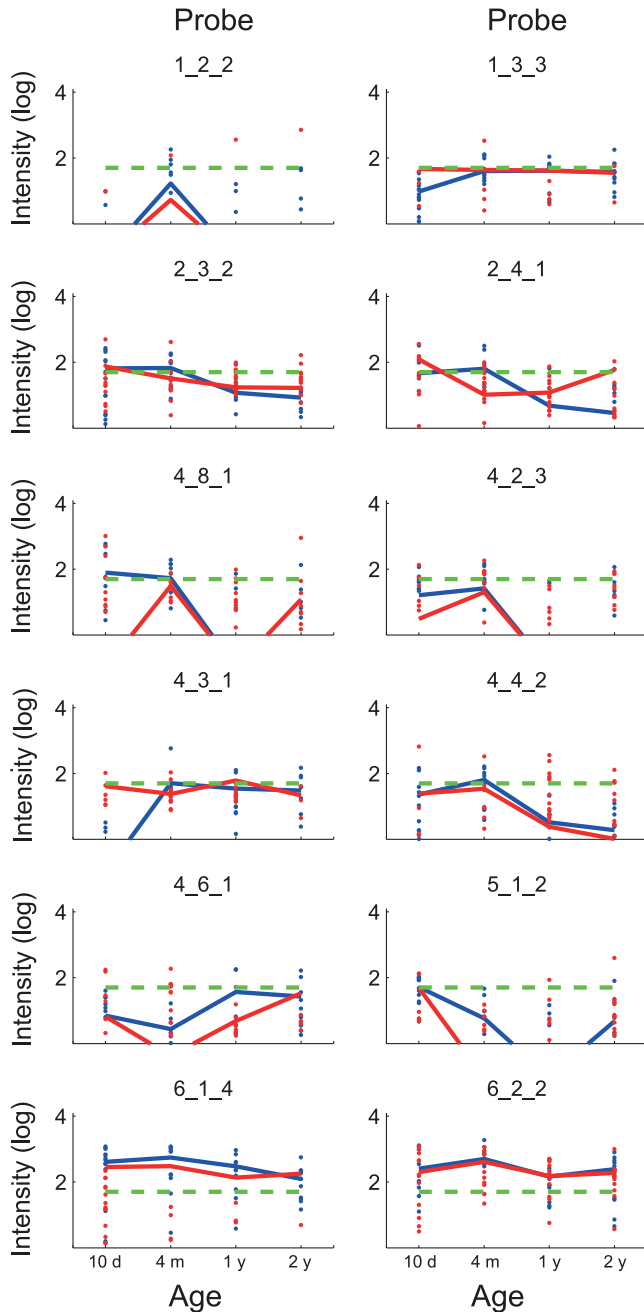 Probe Probe
1_2_2 1_3_3
4 4
2 2
Intensity (log)
2_3_2 2_4_1
4 4
2 2
Intensity (log)
4_8_1 4_2_3
4 4
2 2
Intensity (log)
4_3_1 4_4_2
4 4
2 2
Intensity (log)
4_6_1 5_1_2
4 4
2 2
Intensity (log)
6_1_4 6_2_2
4 4
2 2
Intensity (log)
10 d 4 m 1 y 2 y 10 d 4 m 1 y 2 y
Age Age